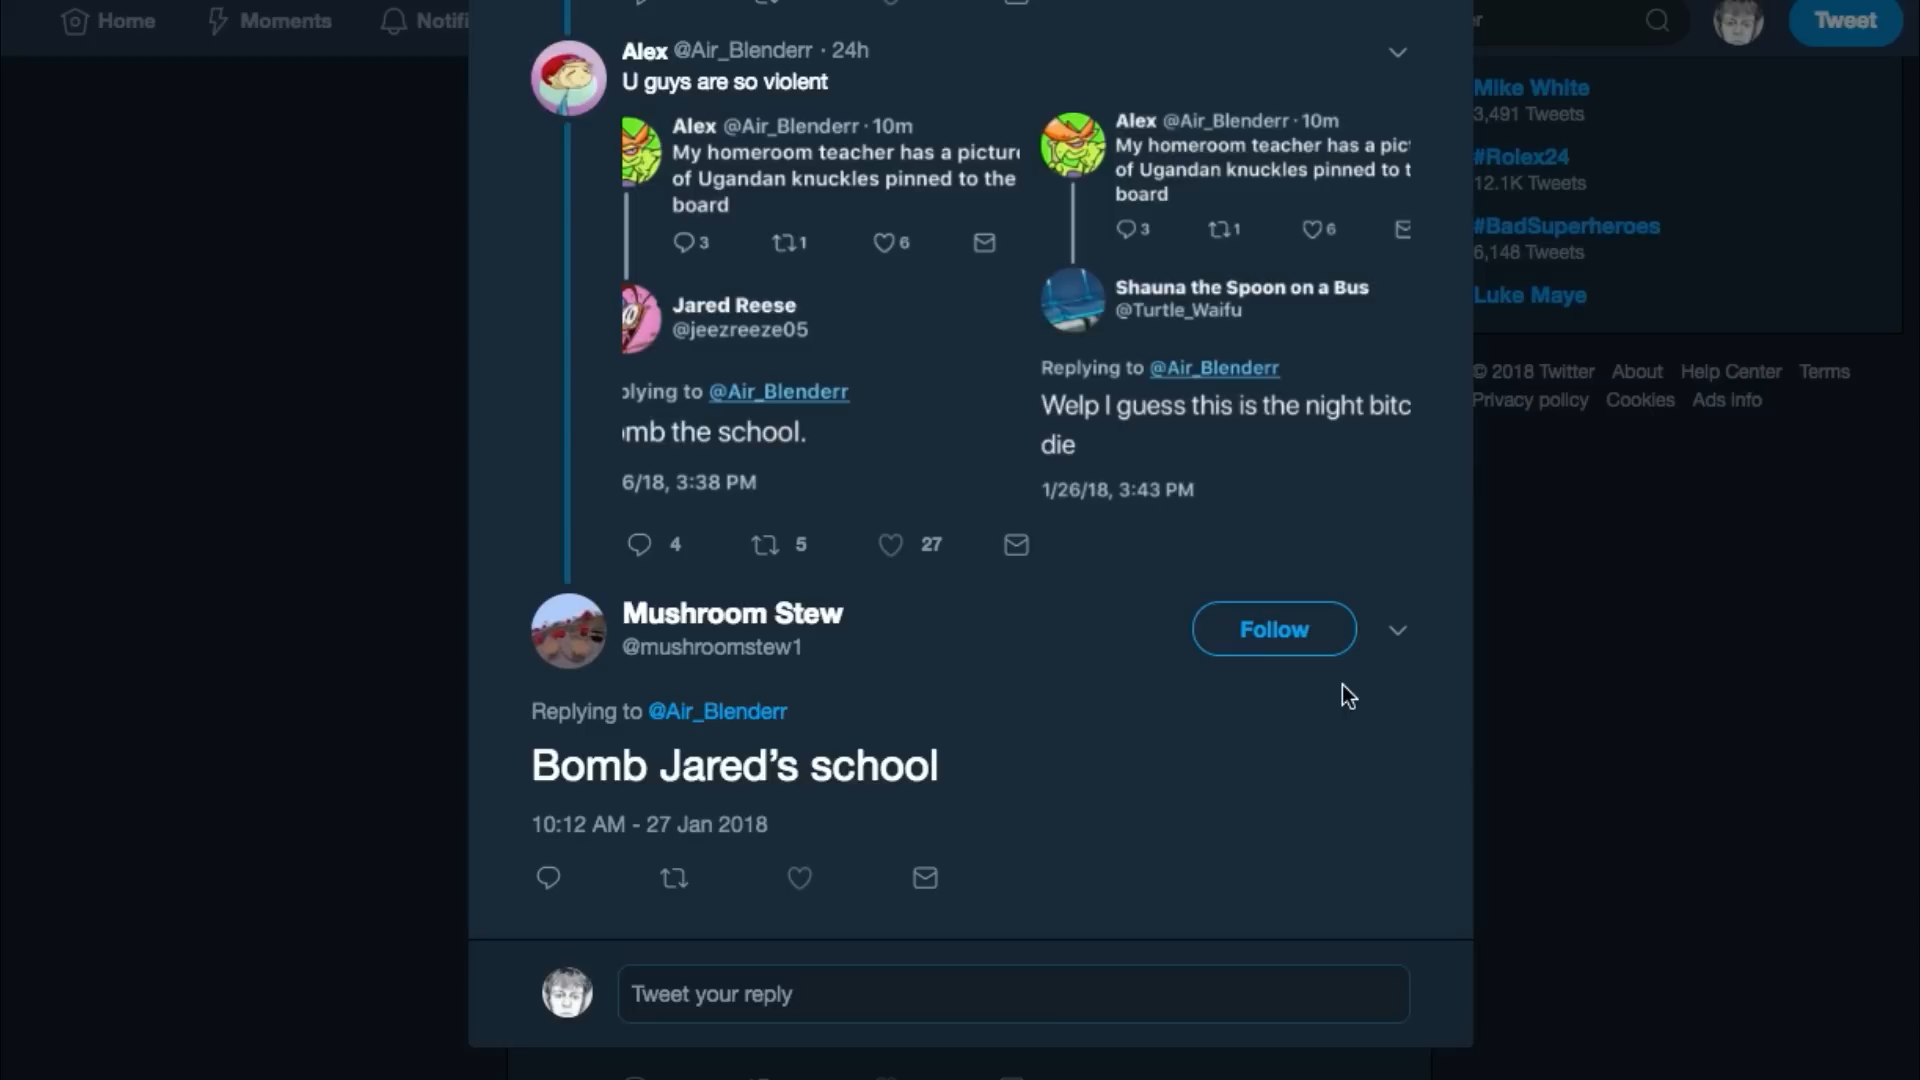 Home
Moments
Notifi
Tweet
Alex @Air_Blenderr · 24h
U guys are so violent
Alex @Air_Blenderr · 10m
My homeroom teacher has a picture
of Ugandan knuckles pinned to the
board
3
1
6
Jared Reese
@jeezreeze05
plying to @Air_Blenderr
omb the school.
6/18, 3:38 PM
Alex @Air_Blenderr · 10m
My homeroom teacher has a pic
of Ugandan knuckles pinned to t
board
3
1
6
Shauna the Spoon on a Bus
@Turtle_Waifu
Replying to @Air_Blenderr
Welp I guess this is the night bitc
die
1/26/18, 3:43 PM
4
5
27
Mushroom Stew
@mushroomstew1
Follow
Replying to @Air_Blenderr
Bomb Jared’s school
10:12 AM - 27 Jan 2018
Tweet your reply
Mike White
3,491 Tweets
#Rolex24
12.1K Tweets
#BadSuperheroes
6,148 Tweets
Luke Maye
© 2018 Twitter About Help Center Terms
Privacy policy Cookies Ads info